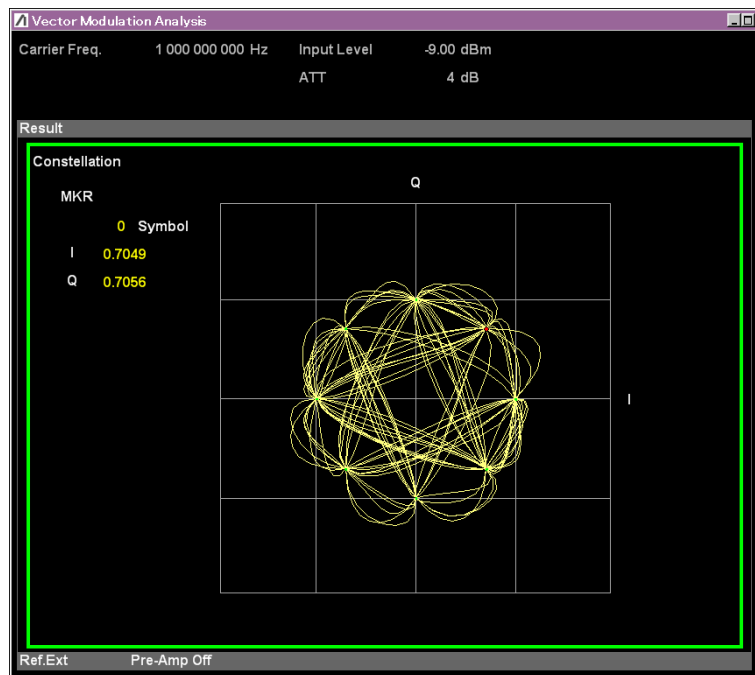 Vector Modulation Analysis
Carrier Freq. 1 000 000 000 Hz Input Level -9.00 dBm
ATT 4 dB
Result
Constellation
Q
MKR
0 Symbol
I 0.7049
Q 0.7056
I
Ref.Ext Pre-Amp Off